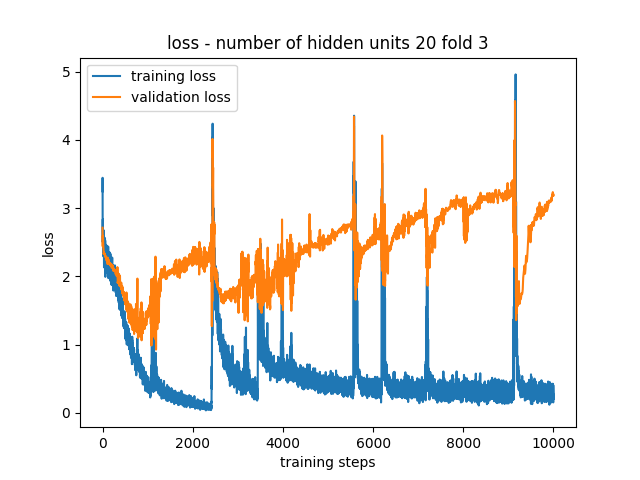 loss - number of hidden units 20 fold 3
training loss
validation loss
loss
5
4
3
2
1
0
0 2000 4000 6000 8000 10000
training steps